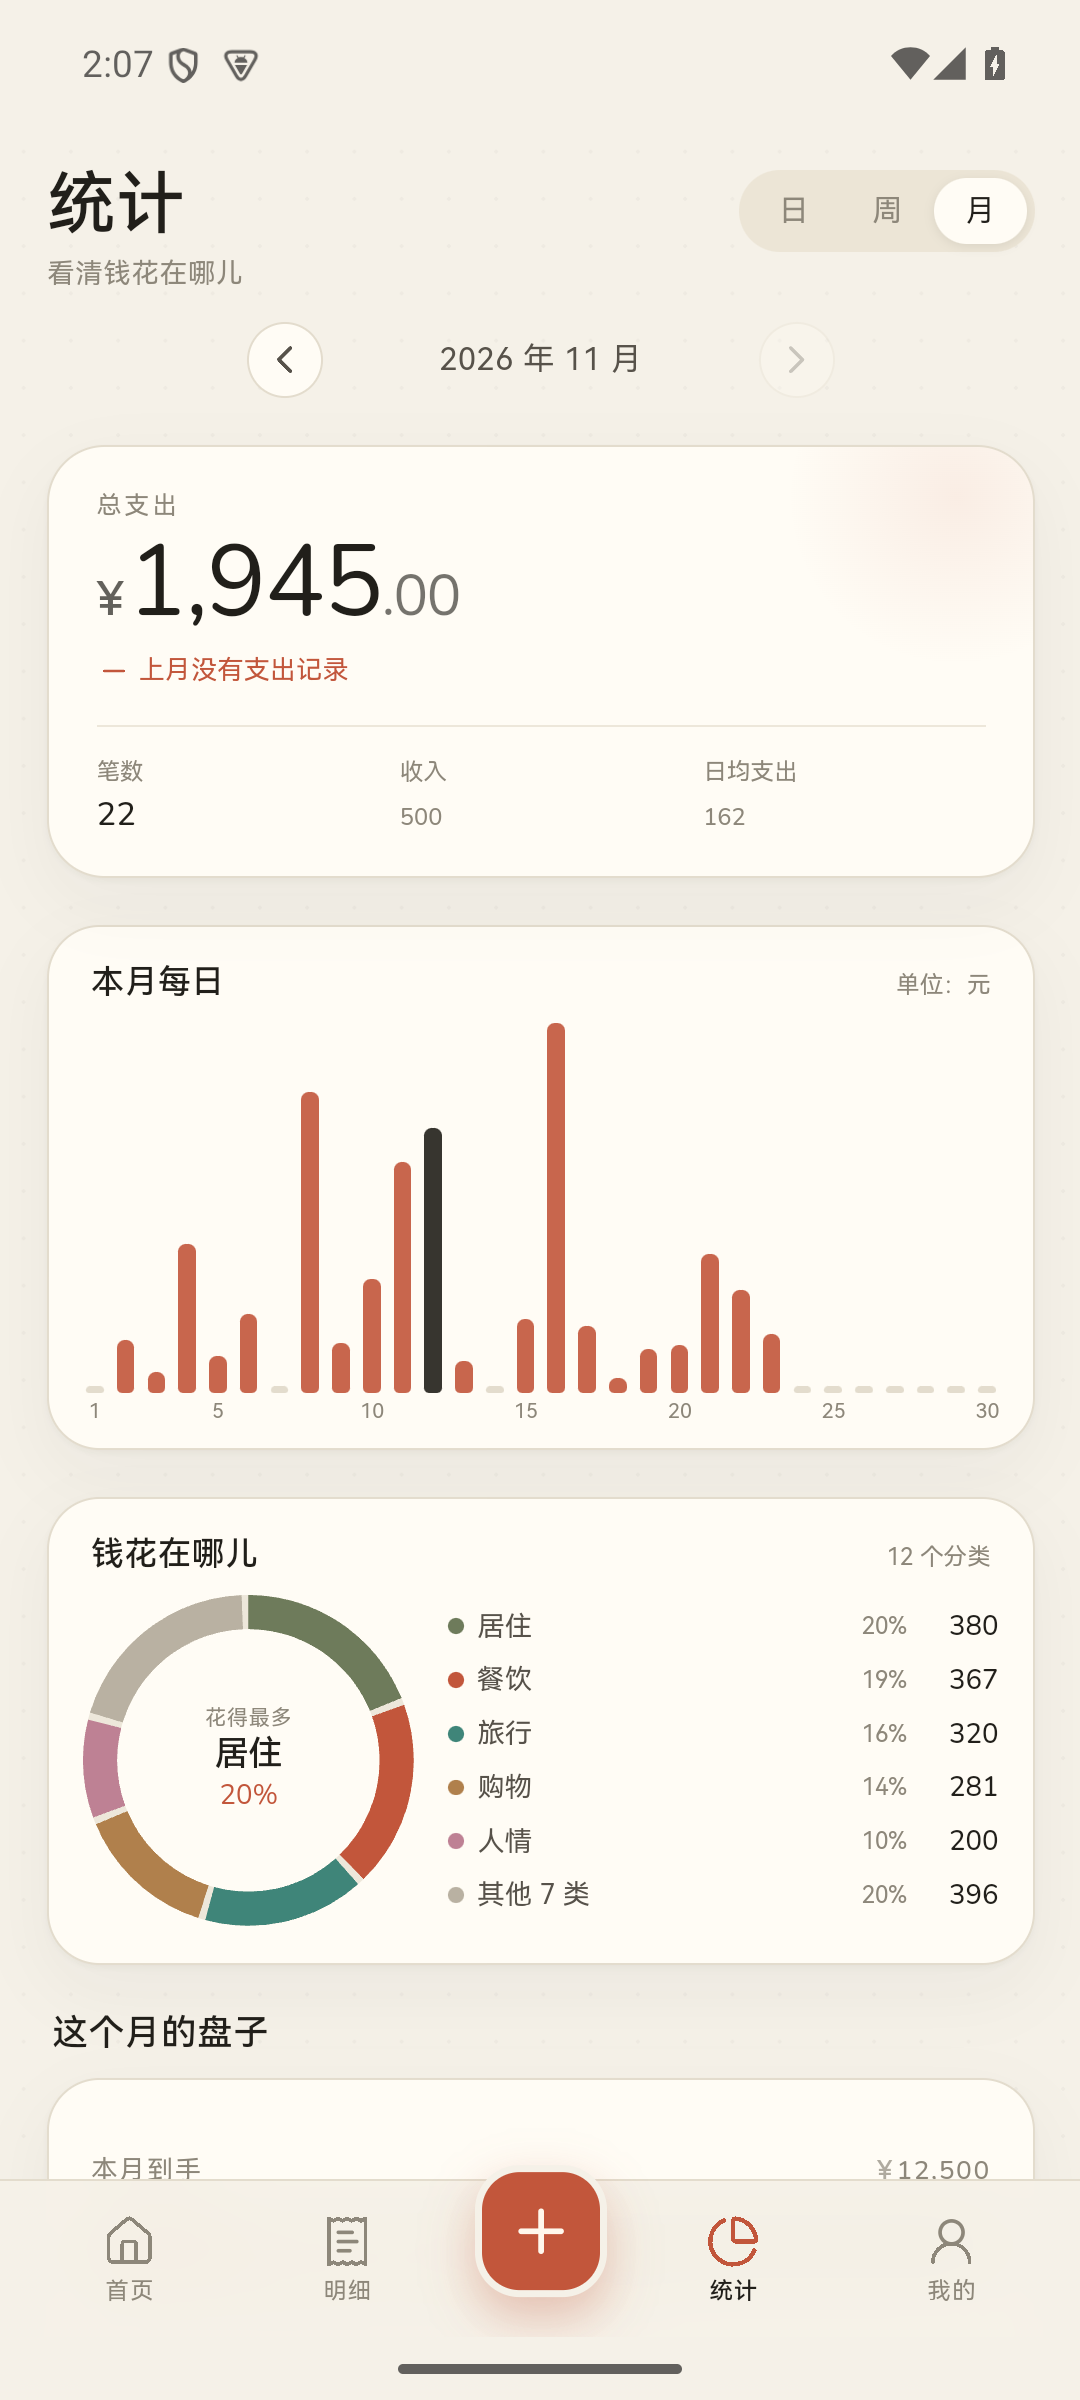 2:07
统计
看清钱花在哪儿
日 周 月
2026 年 11 月
总支出
¥1,945.00
— 上月没有支出记录
笔数 收入 日均支出
22 500 162
本月每日 单位：元
1 5 10 15 20 25 30
钱花在哪儿 12 个分类
花得最多
居住
20%
居住 20% 380
餐饮 19% 367
旅行 16% 320
购物 14% 281
人情 10% 200
其他 7 类 20% 396
这个月的盘子
本月到手 ¥12,500
首页 明细 统计 我的